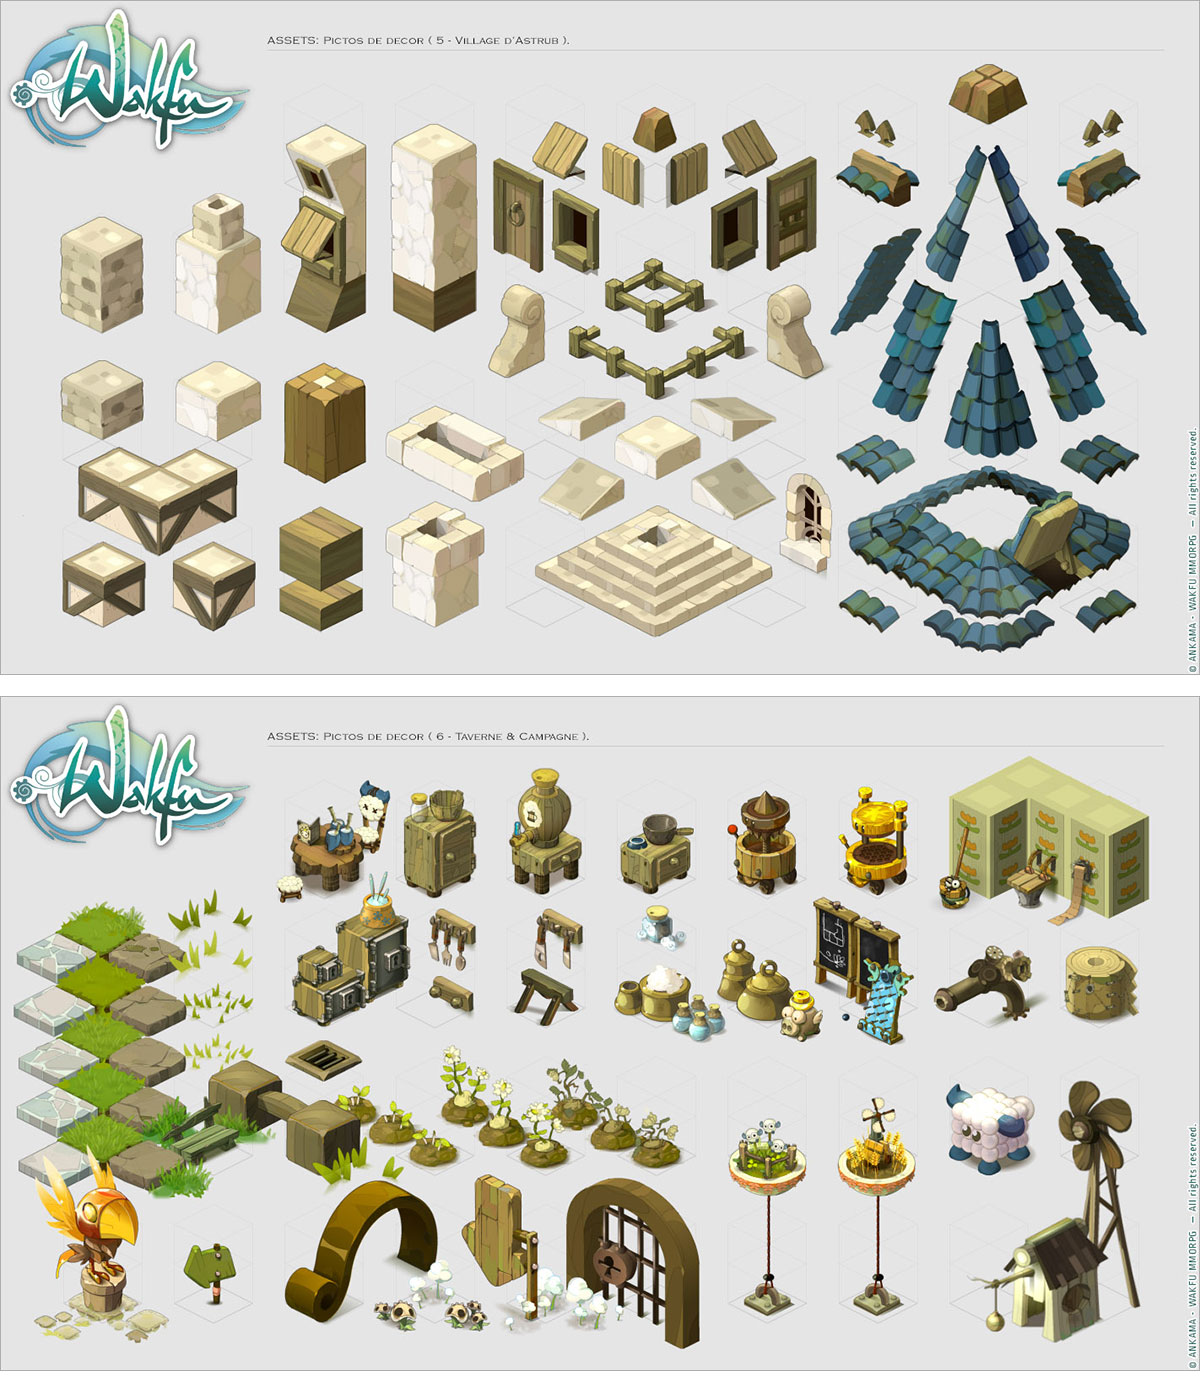 Wakfu
ASSETS: Pictos de decor ( 5 - Village d'Astrub ).
© ANKAMA - WAKFU MMORPG – All rights reserved.
Wakfu
ASSETS: Pictos de decor ( 6 - Taverne & Campagne ).
© ANKAMA - WAKFU MMORPG – All rights reserved.